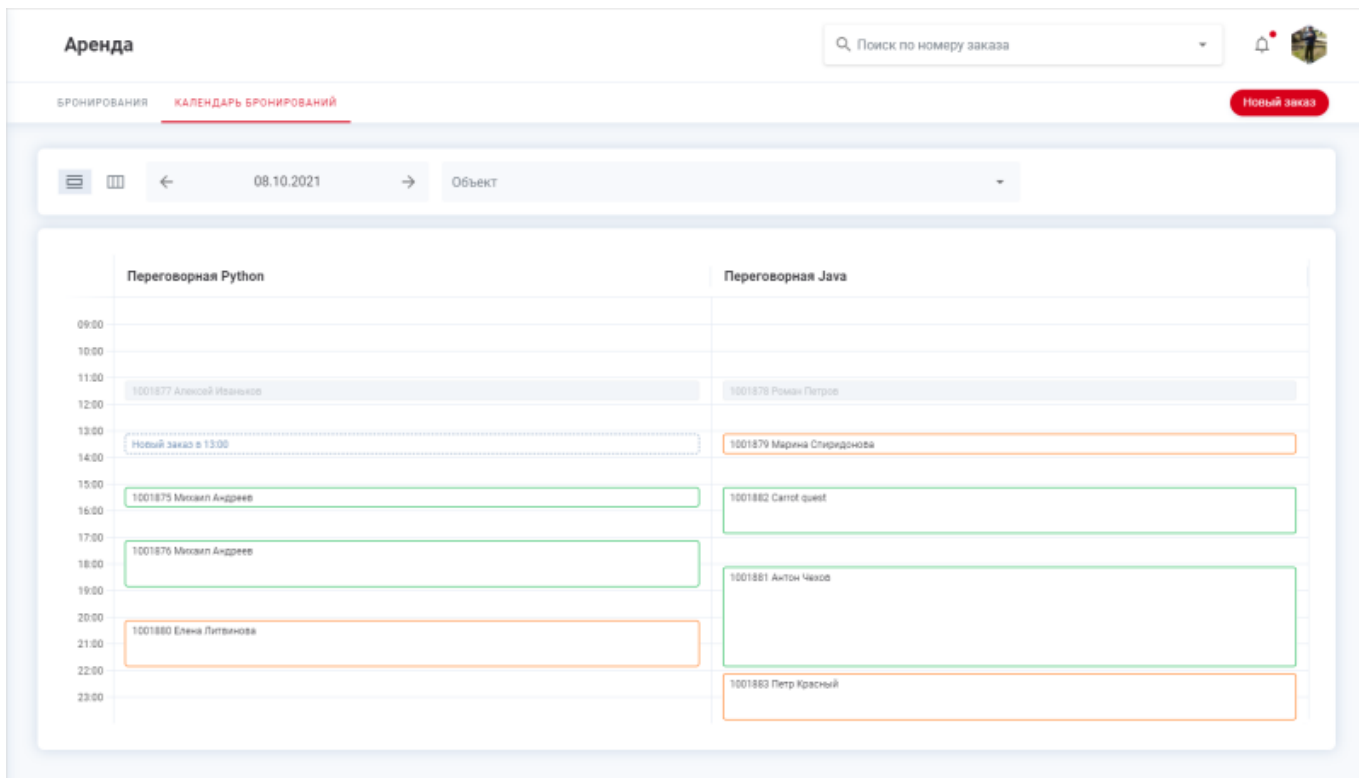 Аренда
Поиск по номеру заказа
БРОНИРОВАНИЯ КАЛЕНДАРЬ БРОНИРОВАНИЙ Новый заказ
08.10.2021 Объект
Переговорная Python Переговорная Java
09:00
10:00
11:00
1001877 Алексей Иваньков 1001878 Роман Петров
12:00
13:00
Новый заказ в 13:00 1001879 Марина Спиридонова
14:00
15:00
1001875 Михаил Андреев 1001882 Carrot quest
16:00
17:00
1001876 Михаил Андреев
18:00
1001881 Антон Чехов
19:00
20:00
1001880 Елена Литвинова
21:00
22:00
1001883 Петр Красный
23:00